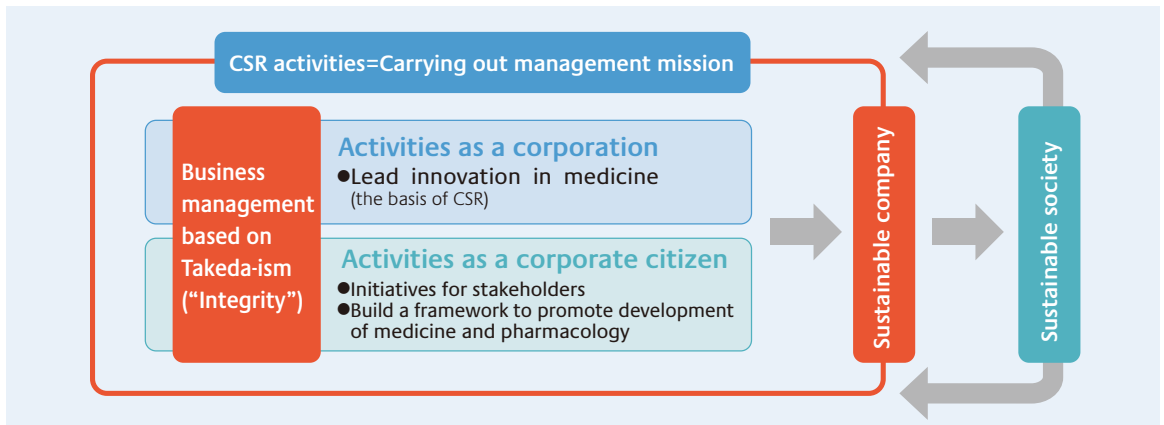 CSR activities=Carrying out management mission
Business
management
based on
Takeda-ism
(“Integrity”)
Activities as a corporation
●Lead innovation in medicine
(the basis of CSR)
Activities as a corporate citizen
●Initiatives for stakeholders
●Build a framework to promote development
of medicine and pharmacology
Sustainable company
Sustainable society